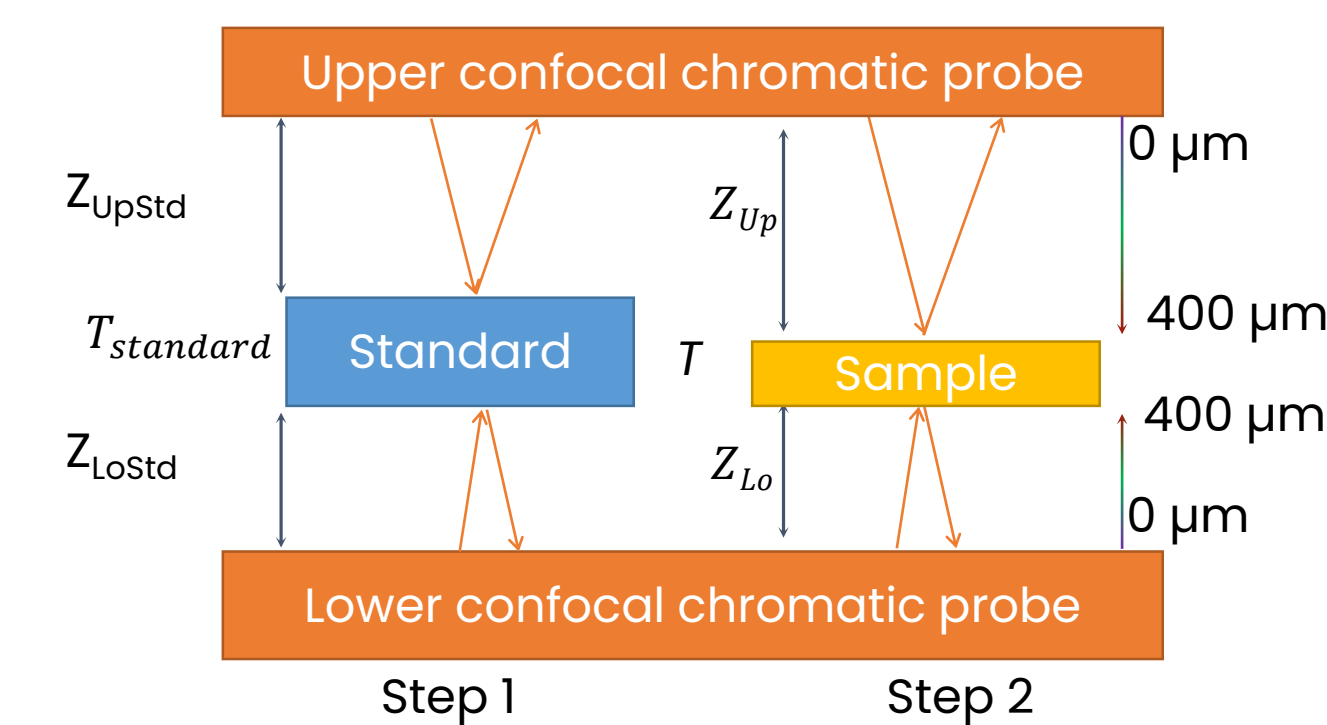 Upper confocal chromatic probe
0 µm
Z_UpStd
Z_Up
400 µm
T_standard
Standard
T
Sample
400 µm
Z_LoStd
Z_Lo
0 µm
Lower confocal chromatic probe
Step 1
Step 2